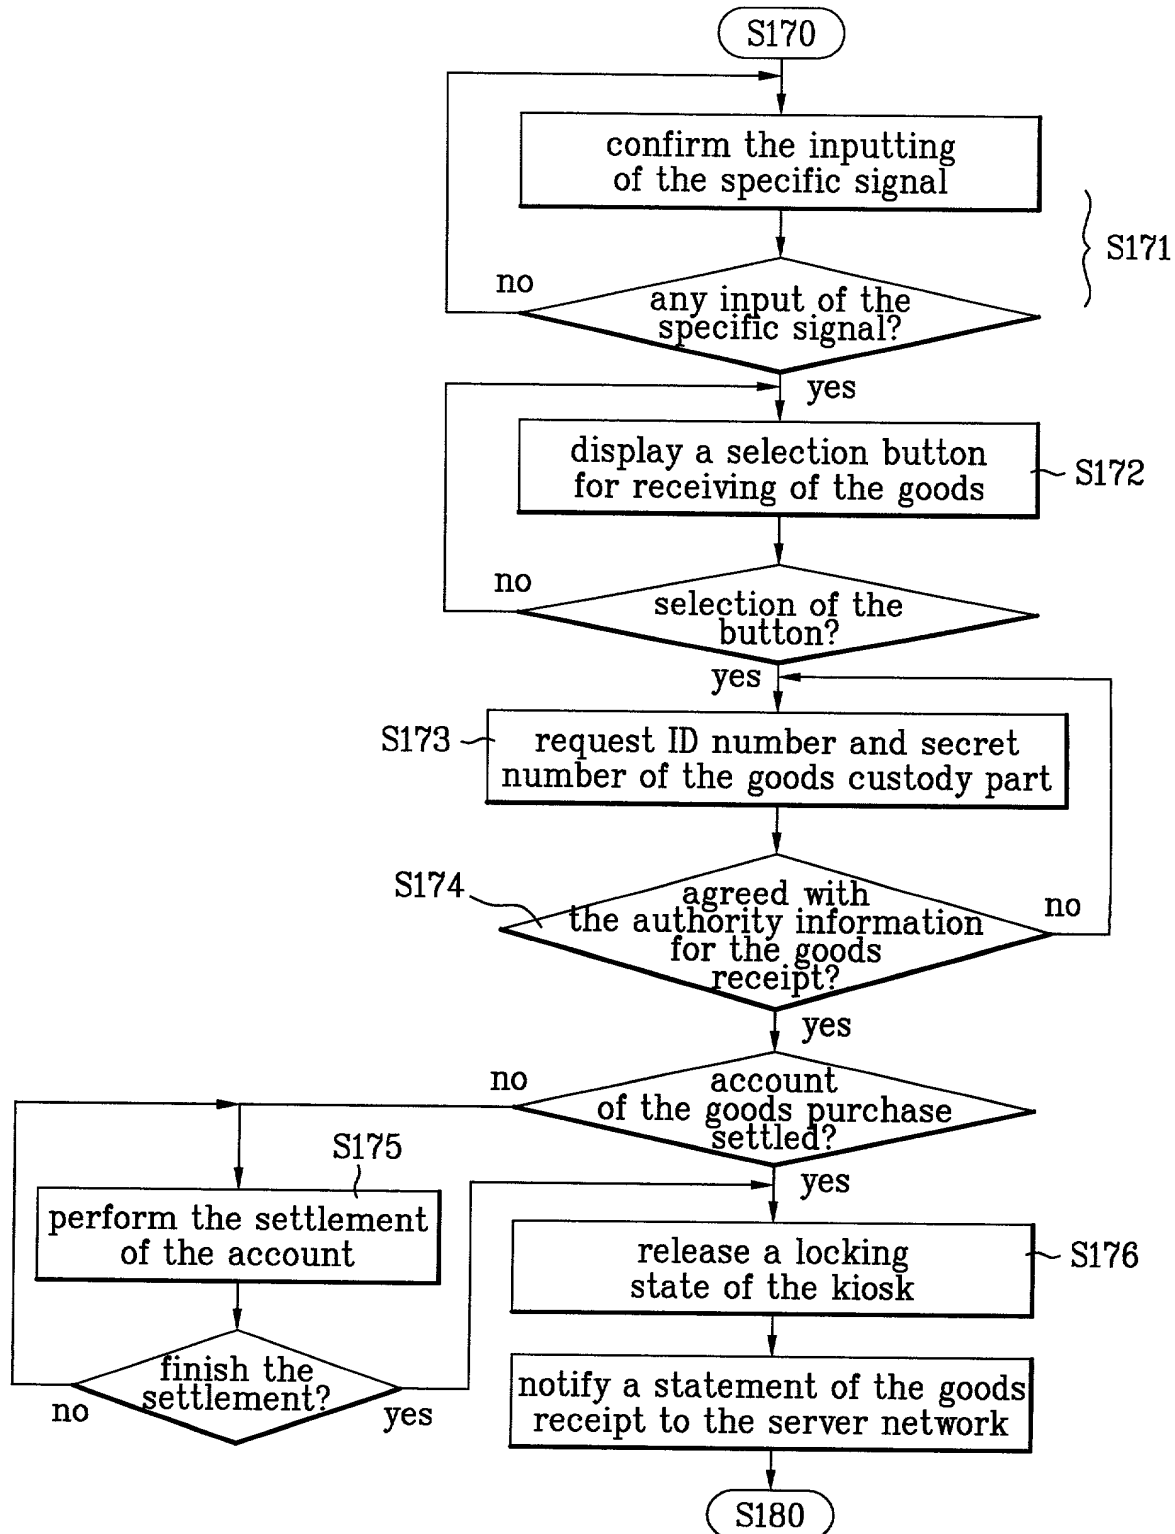 S170
confirm the inputting
of the specific signal
S171
no
any input of the
specific signal?
yes
display a selection button
for receiving of the goods
S172
no
selection of the
button?
yes
S173
request ID number and secret
number of the goods custody part
S174
agreed with
the authority information
for the goods
receipt?
no
yes
no
account
of the goods purchase
settled?
yes
S175
perform the settlement
of the account
release a locking
state of the kiosk
S176
finish the
settlement?
no
yes
notify a statement of the goods
receipt to the server network
S180